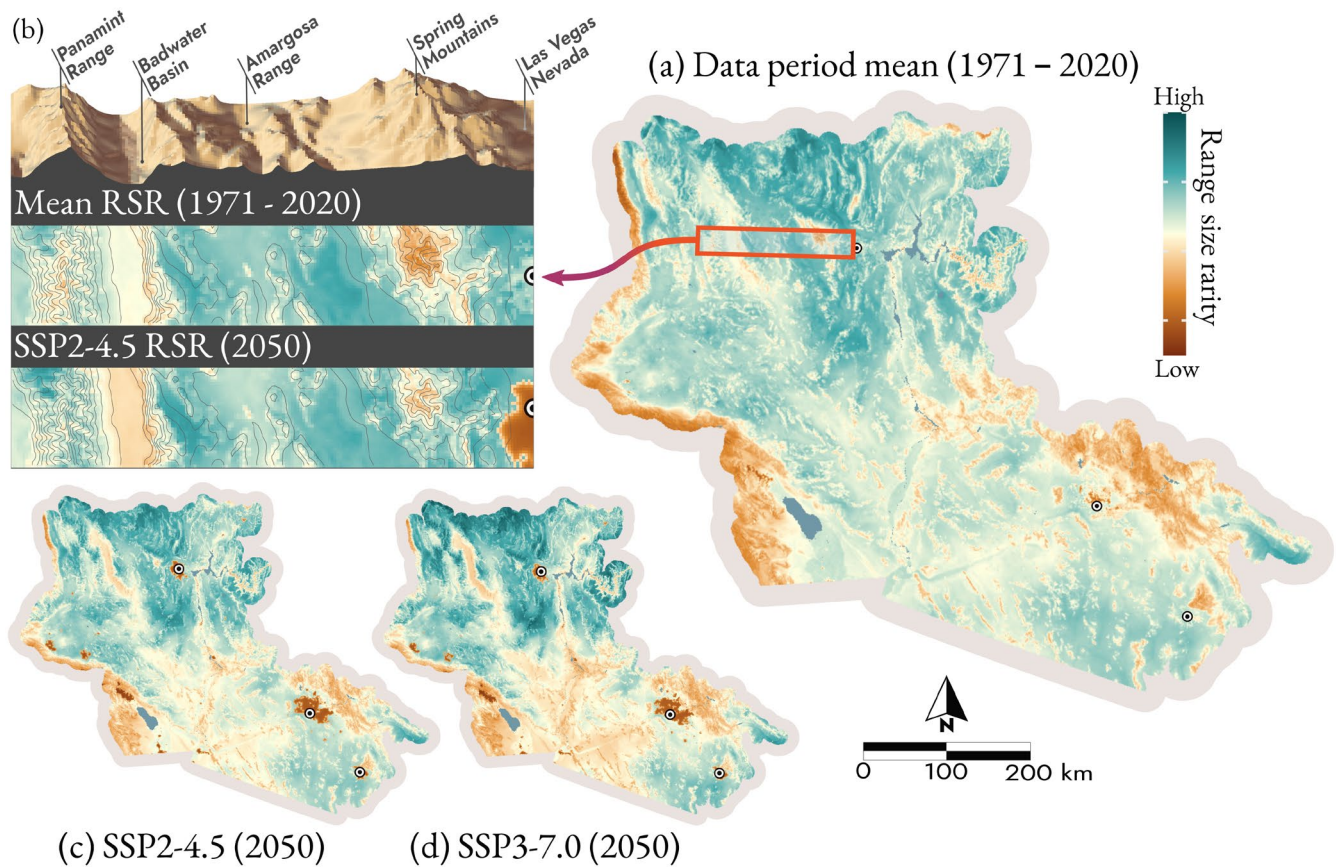 (b)
Panamint
Range
Badwater
Basin
Amargosa
Range
Spring
Mountains
Las Vegas
Nevada
Mean RSR (1971 - 2020)
SSP2-4.5 RSR (2050)
(a) Data period mean (1971 – 2020)
High
Range size rarity
Low
N
0 100 200 km
(c) SSP2-4.5 (2050)
(d) SSP3-7.0 (2050)